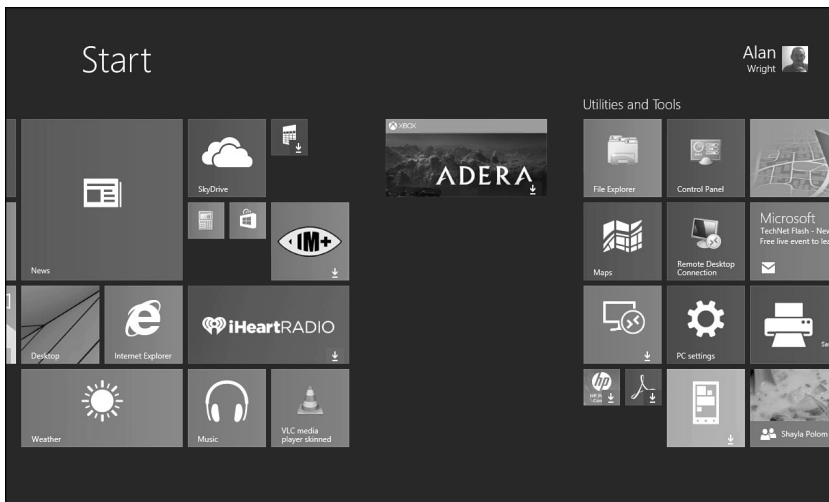 Start
Alan
Wright
Utilities and Tools
News
SkyDrive
IM+
XBOX
ADERA
File Explorer
Control Panel
Maps
Remote Desktop
Connection
Microsoft
TechNet Flash - New
Free live event to lea
Desktop
Internet Explorer
iHeartRADIO
PC settings
Weather
Music
VLC media
player skinned
hp
Shayla Polom